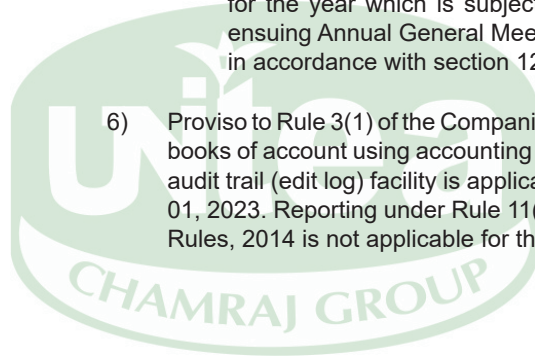 for the year which is subject
ensuing Annual General Mee
in accordance with section 12
6) Proviso to Rule 3(1) of the Compani
books of account using accounting
audit trail (edit log) facility is applica
01, 2023. Reporting under Rule 11(
Rules, 2014 is not applicable for th
unitea
CHAMRAJ GROUP